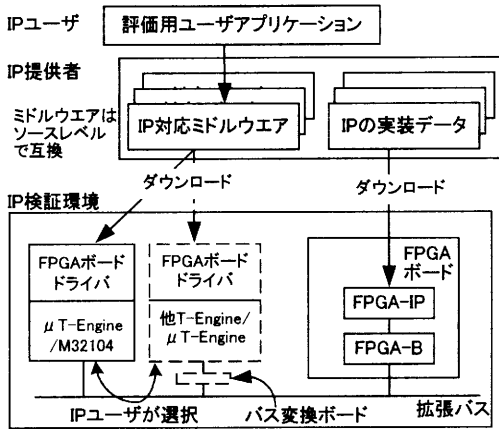 IPユーザ
評価用ユーザアプリケーション
IP提供者
ミドルウエアは
ソースレベル
で互換
IP対応ミドルウエア
IPの実装データ
ダウンロード
ダウンロード
IP検証環境
FPGAボード
ドライバ
μT-Engine
/M32104
FPGAボード
ドライバ
他T-Engine/
μT-Engine
FPGA
ボード
FPGA-IP
FPGA-B
IPユーザが選択
バス変換ボード
拡張バス